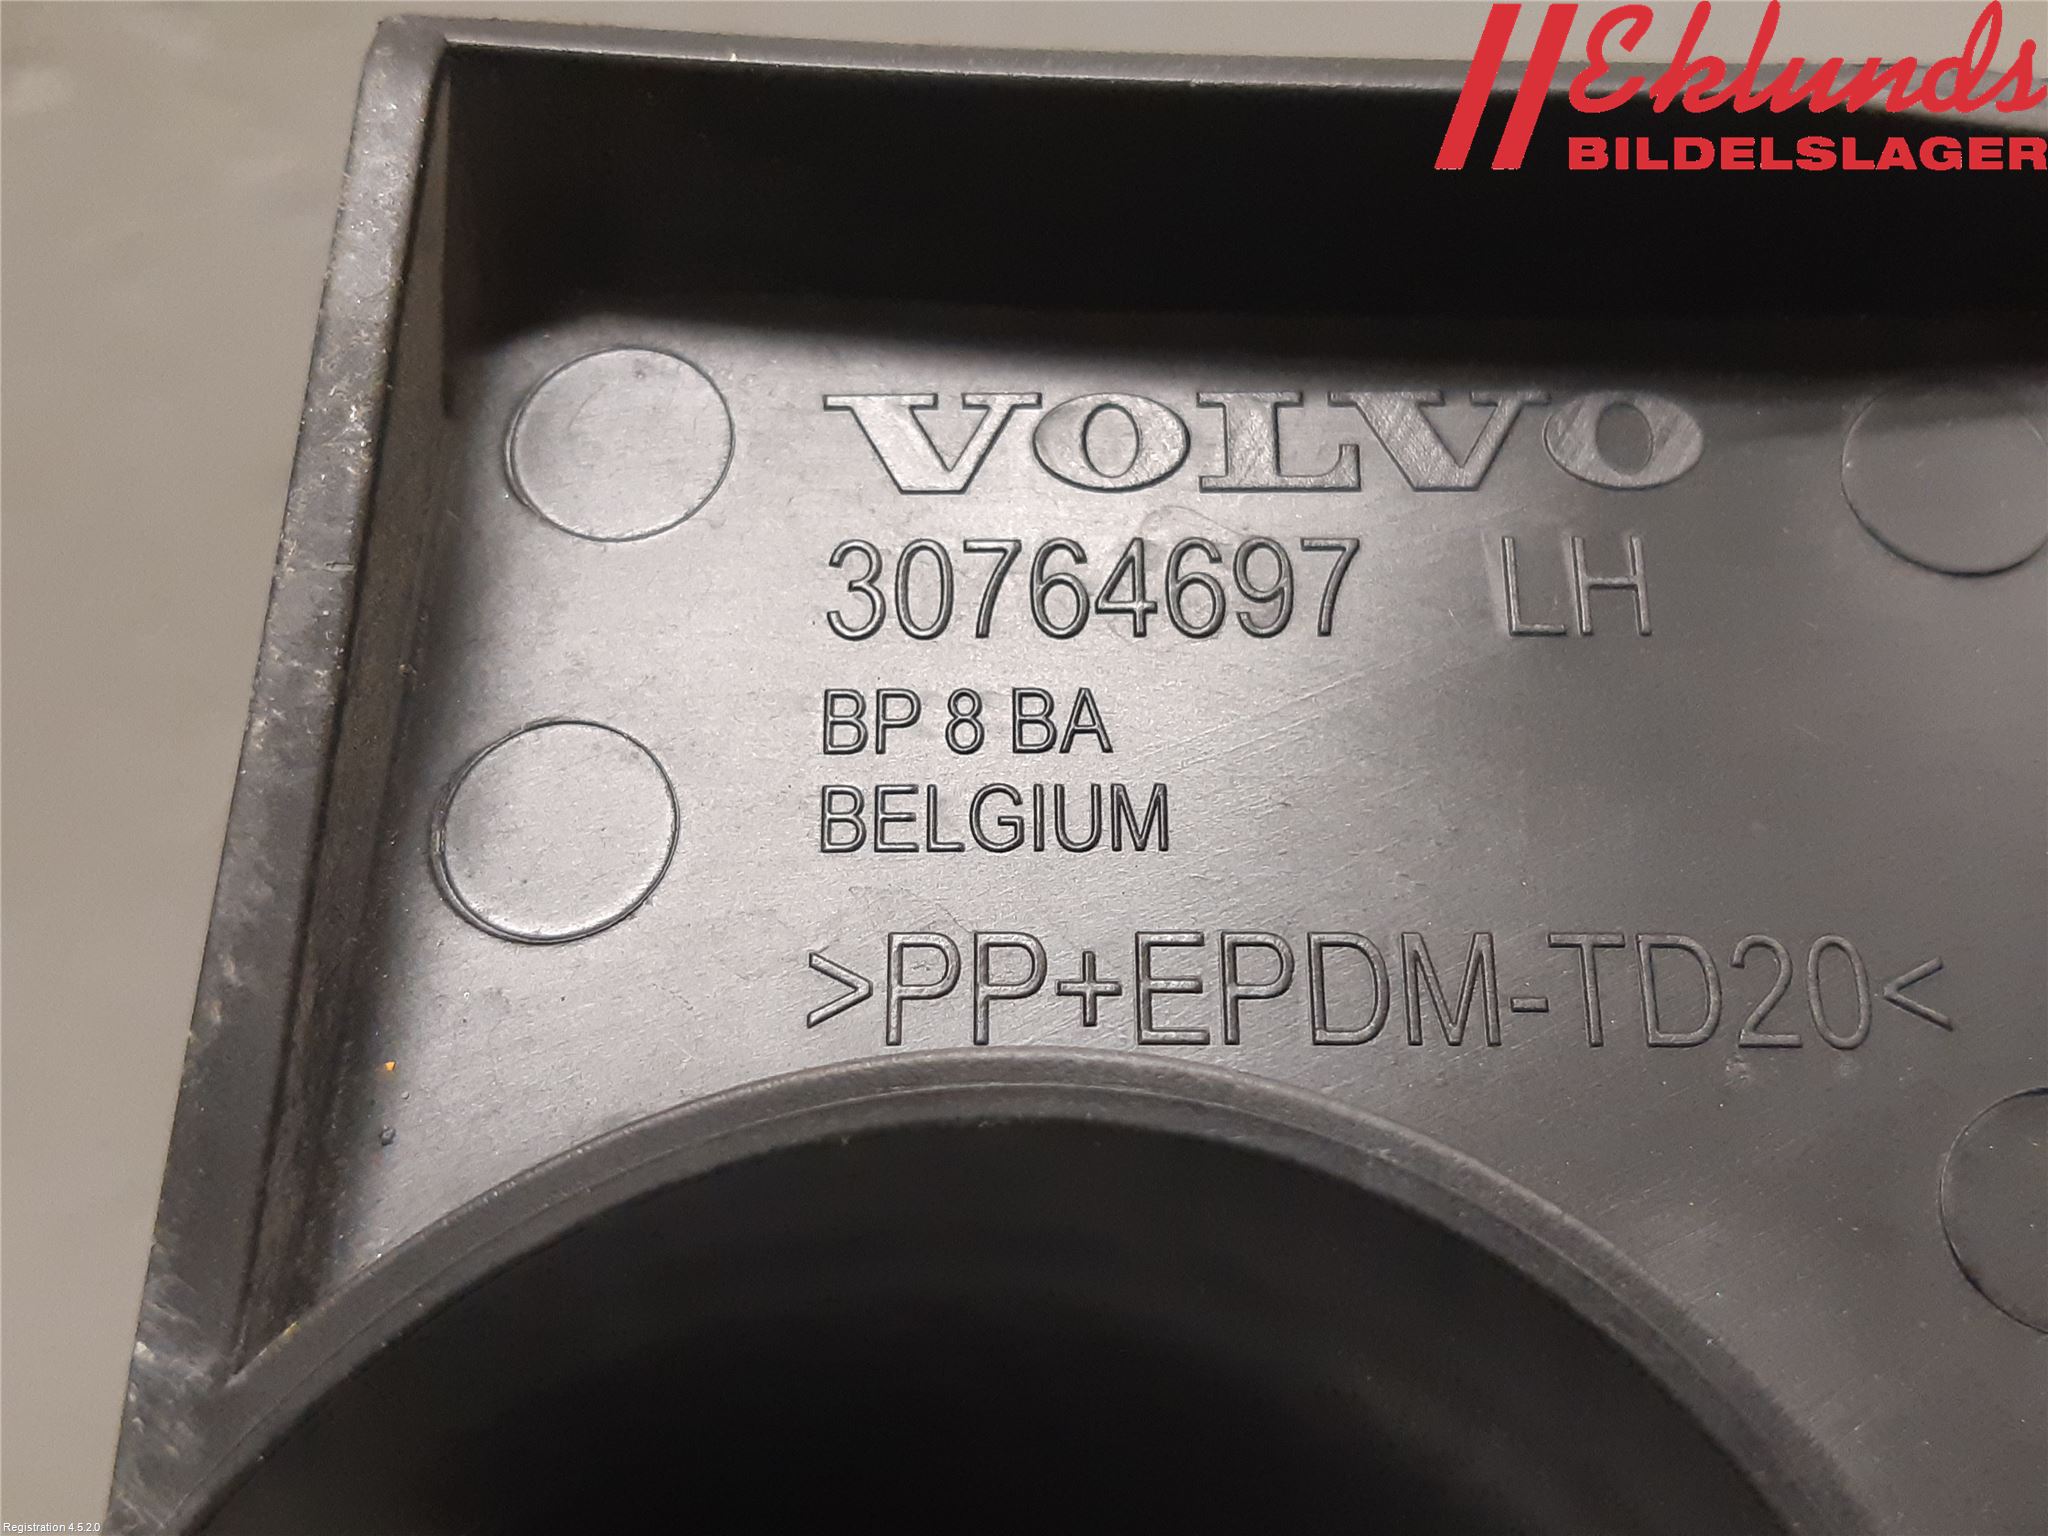 Eklunds
BILDELSLAGER
VOLVO
30764697 LH
BP 8 BA
BELGIUM
>PP+EPDM-TD20<
Registration 4.5.2.0